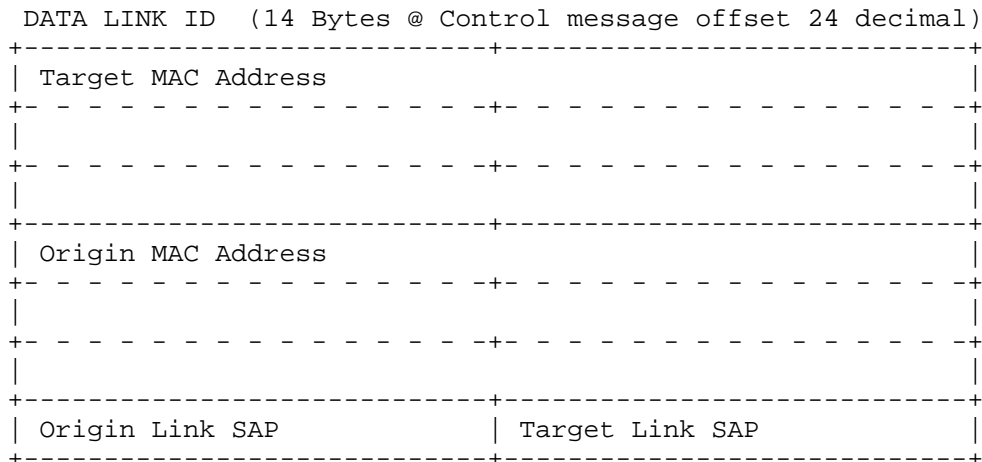 DATA LINK ID (14 Bytes @ Control message offset 24 decimal)
+---------------------------+---------------------------+
| Target MAC Address |
+- - - - - - - - - - - - - -+- - - - - - - - - - - - - -+
| |
+- - - - - - - - - - - - - -+- - - - - - - - - - - - - -+
| |
+---------------------------+---------------------------+
| Origin MAC Address |
+- - - - - - - - - - - - - -+- - - - - - - - - - - - - -+
| |
+- - - - - - - - - - - - - -+- - - - - - - - - - - - - -+
| |
+---------------------------+---------------------------+
| Origin Link SAP | Target Link SAP |
+---------------------------+---------------------------+